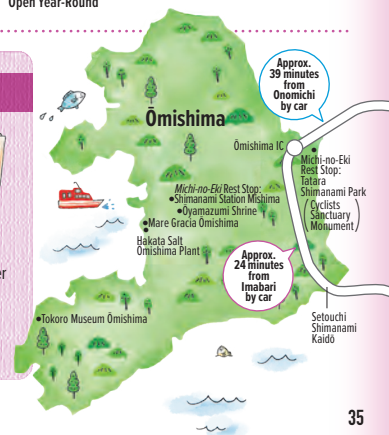 Open Year-Round
Approx.
39 minutes
from
Onomichi
by car
Ōmishima
Ōmishima IC
Michi-no-Eki
Rest Stop:
Tatara
Shimanami Park
(Cyclists
Sanctuary
Monument)
Michi-no-Eki Rest Stop:
•Shimanami Station Mishima
•Ōyamazumi Shrine
•Mare Gracia Ōmishima
Hakata Salt
Ōmishima Plant
Approx.
24 minutes
from
Imabari
by car
•Tokoro Museum Ōmishima
Setouchi
Shimanami
Kaidō
35